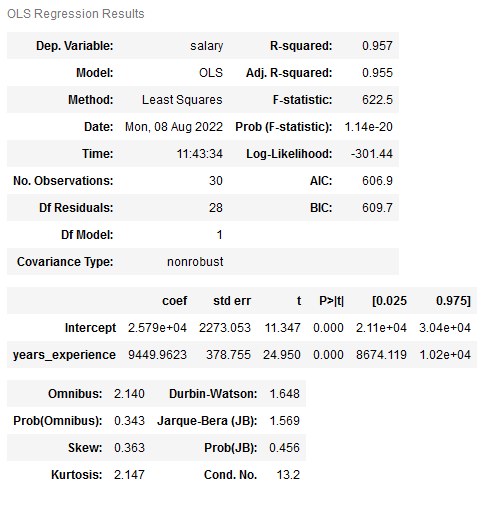 OLS Regression Results
Dep. Variable: salary R-squared: 0.957
Model: OLS Adj. R-squared: 0.955
Method: Least Squares F-statistic: 622.5
Date: Mon, 08 Aug 2022 Prob (F-statistic): 1.14e-20
Time: 11:43:34 Log-Likelihood: -301.44
No. Observations: 30 AIC: 606.9
Df Residuals: 28 BIC: 609.7
Df Model: 1
Covariance Type: nonrobust
coef std err t P>|t| [0.025 0.975]
Intercept 2.579e+04 2273.053 11.347 0.000 2.11e+04 3.04e+04
years_experience 9449.9623 378.755 24.950 0.000 8674.119 1.02e+04
Omnibus: 2.140 Durbin-Watson: 1.648
Prob(Omnibus): 0.343 Jarque-Bera (JB): 1.569
Skew: 0.363 Prob(JB): 0.456
Kurtosis: 2.147 Cond. No. 13.2